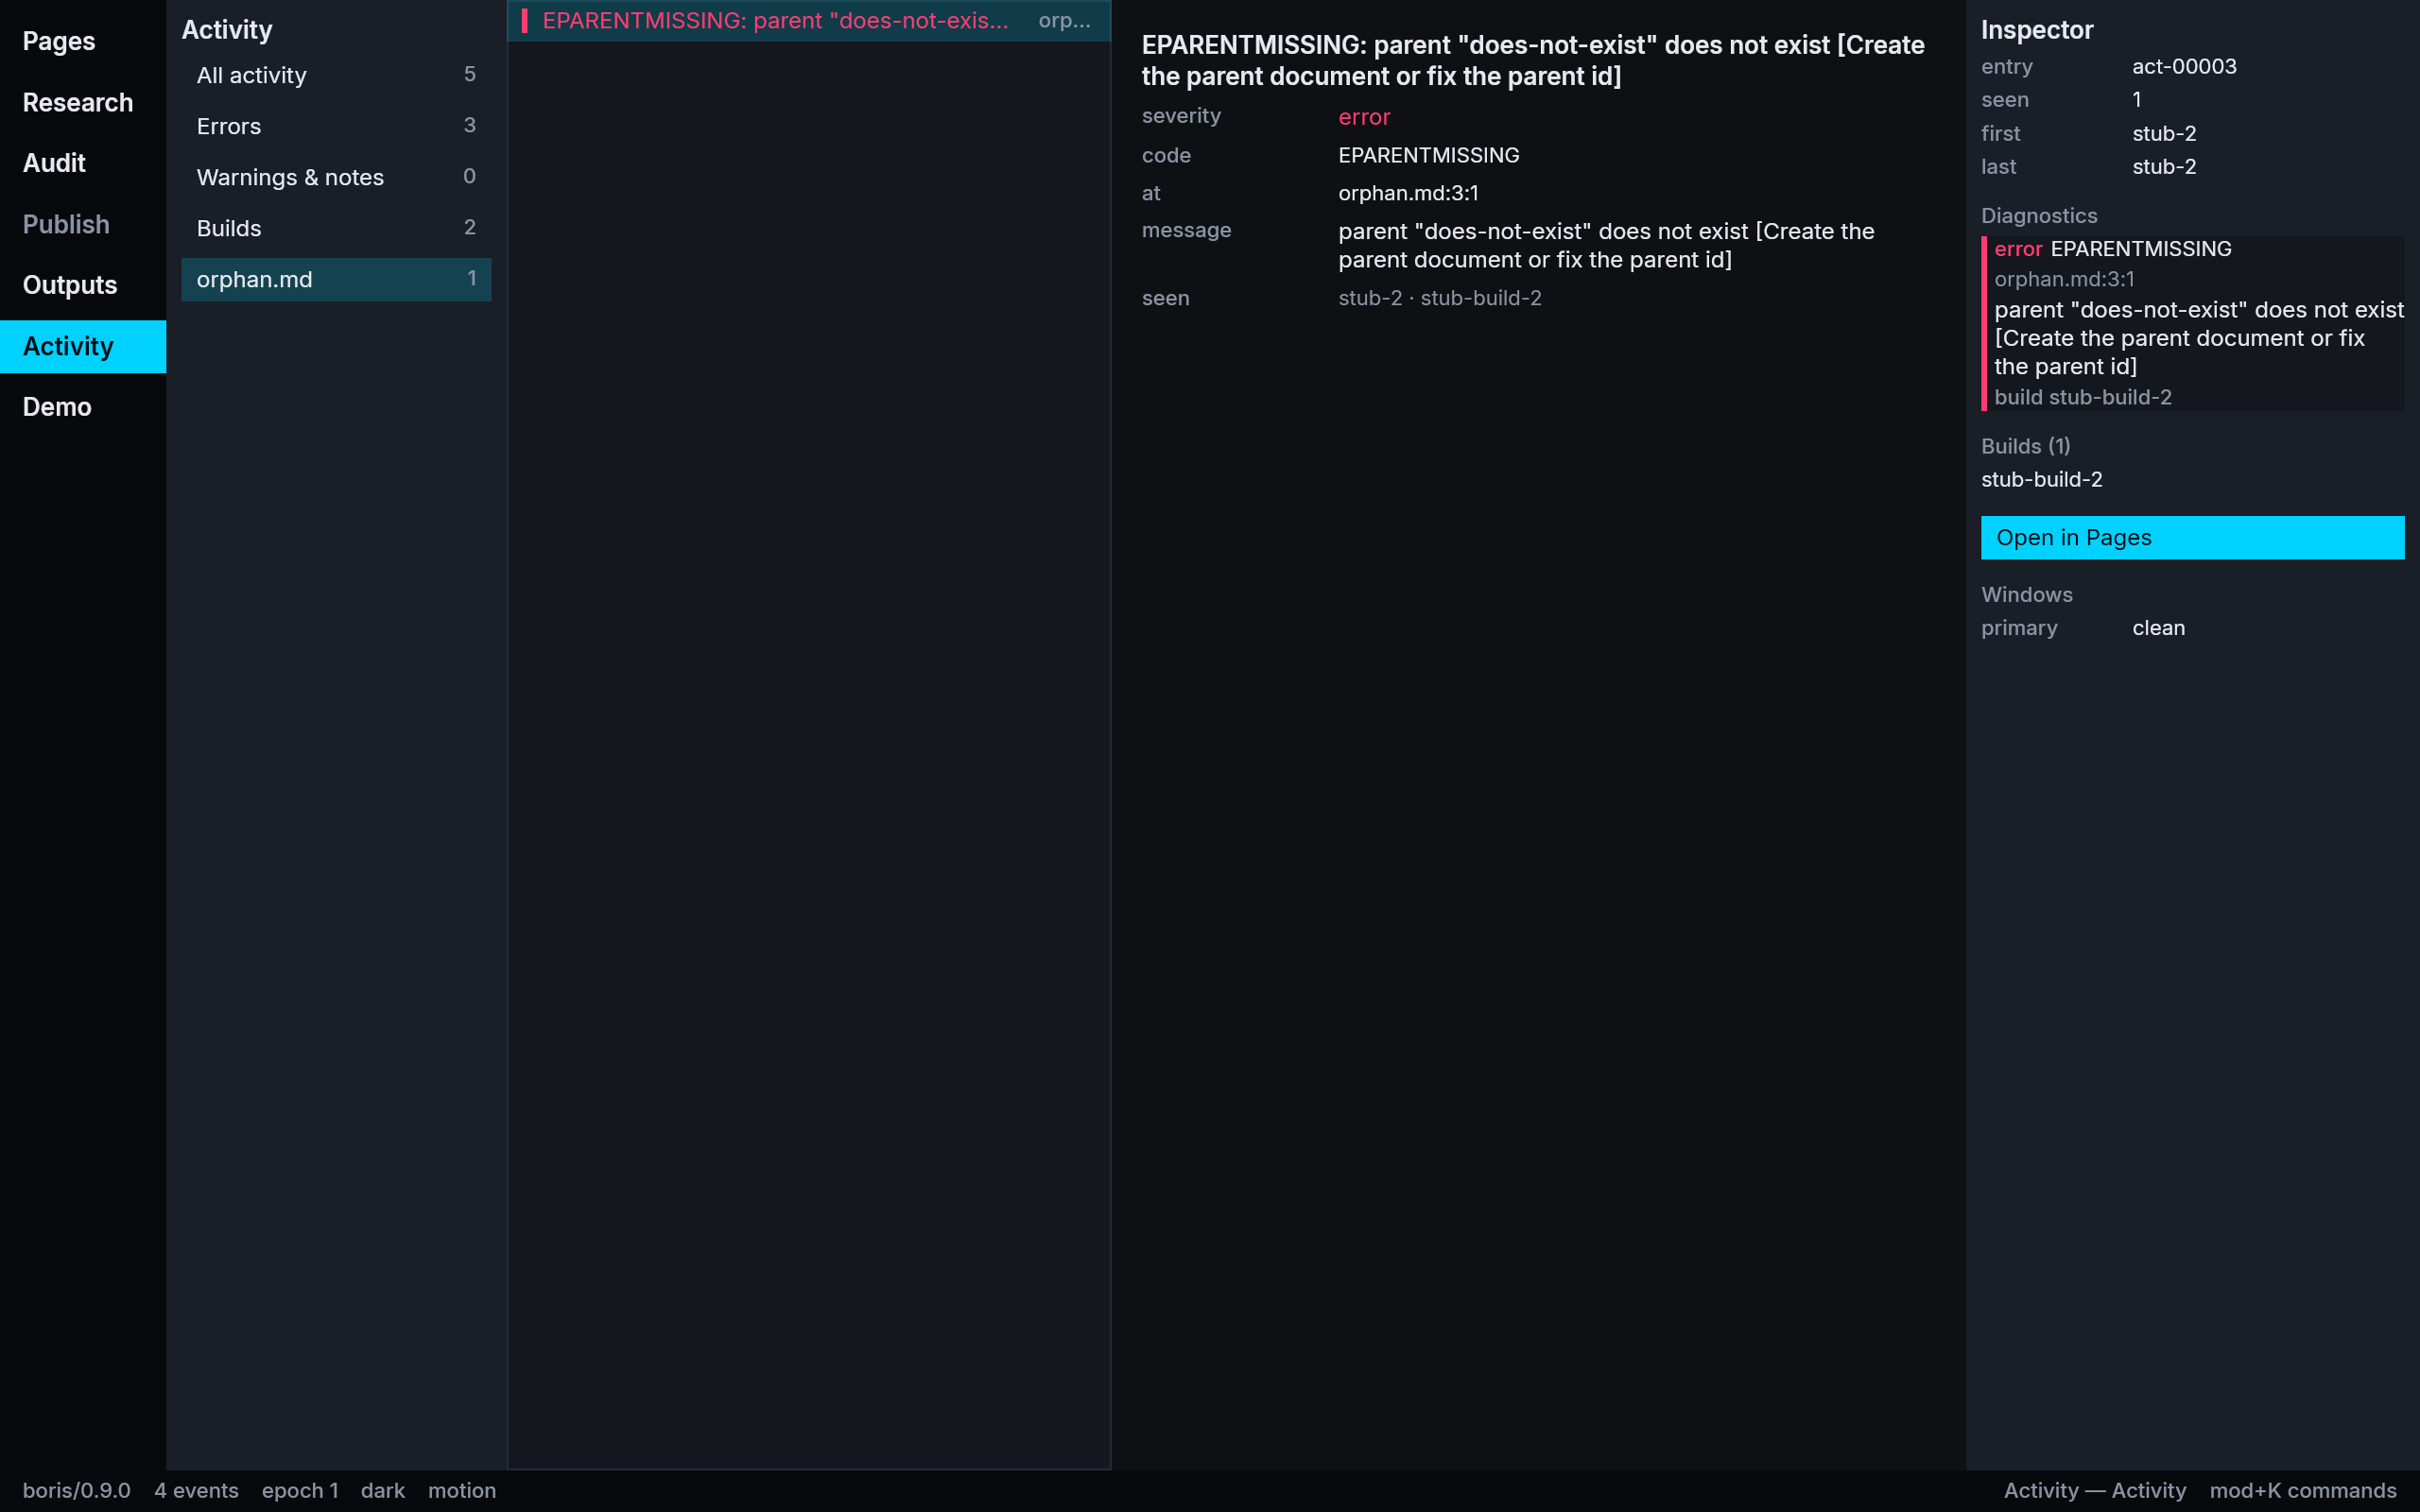 Pages
Research
Audit
Publish
Outputs
Activity
Demo
Activity
All activity 5
Errors 3
Warnings & notes 0
Builds 2
orphan.md 1
EPARENTMISSING: parent "does-not-exis... orp...
EPARENTMISSING: parent "does-not-exist" does not exist [Create
the parent document or fix the parent id]
severity error
code EPARENTMISSING
at orphan.md:3:1
message parent "does-not-exist" does not exist [Create the
parent document or fix the parent id]
seen stub-2 · stub-build-2
Inspector
entry act-00003
seen 1
first stub-2
last stub-2
Diagnostics
error EPARENTMISSING
orphan.md:3:1
parent "does-not-exist" does not exist
[Create the parent document or fix
the parent id]
build stub-build-2
Builds (1)
stub-build-2
Open in Pages
Windows
primary clean
boris/0.9.0 4 events epoch 1 dark motion
Activity — Activity mod+K commands